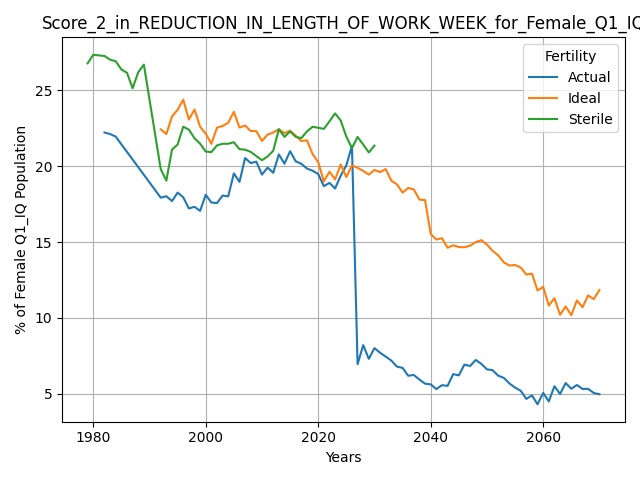 Score_2_in_REDUCTION_IN_LENGTH_OF_WORK_WEEK_for_Female_Q1_IQ
Fertility
Actual
Ideal
Sterile
% of Female Q1_IQ Population
25
20
15
10
5
1980 2000 2020 2040 2060
Years